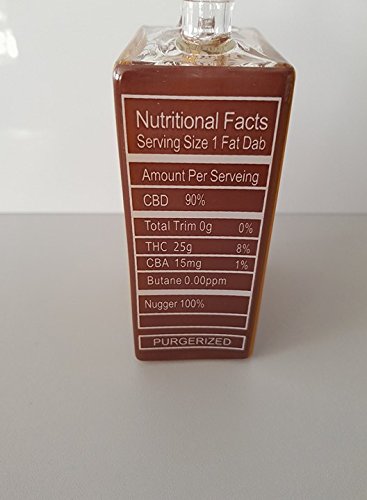 Nutritional Facts
Serving Size 1 Fat Dab
Amount Per Serveing
CBD 90%
Total Trim 0g 0%
THC 25g 8%
CBA 15mg 1%
Butane 0.00ppm
Nugger 100%
PURGERIZED